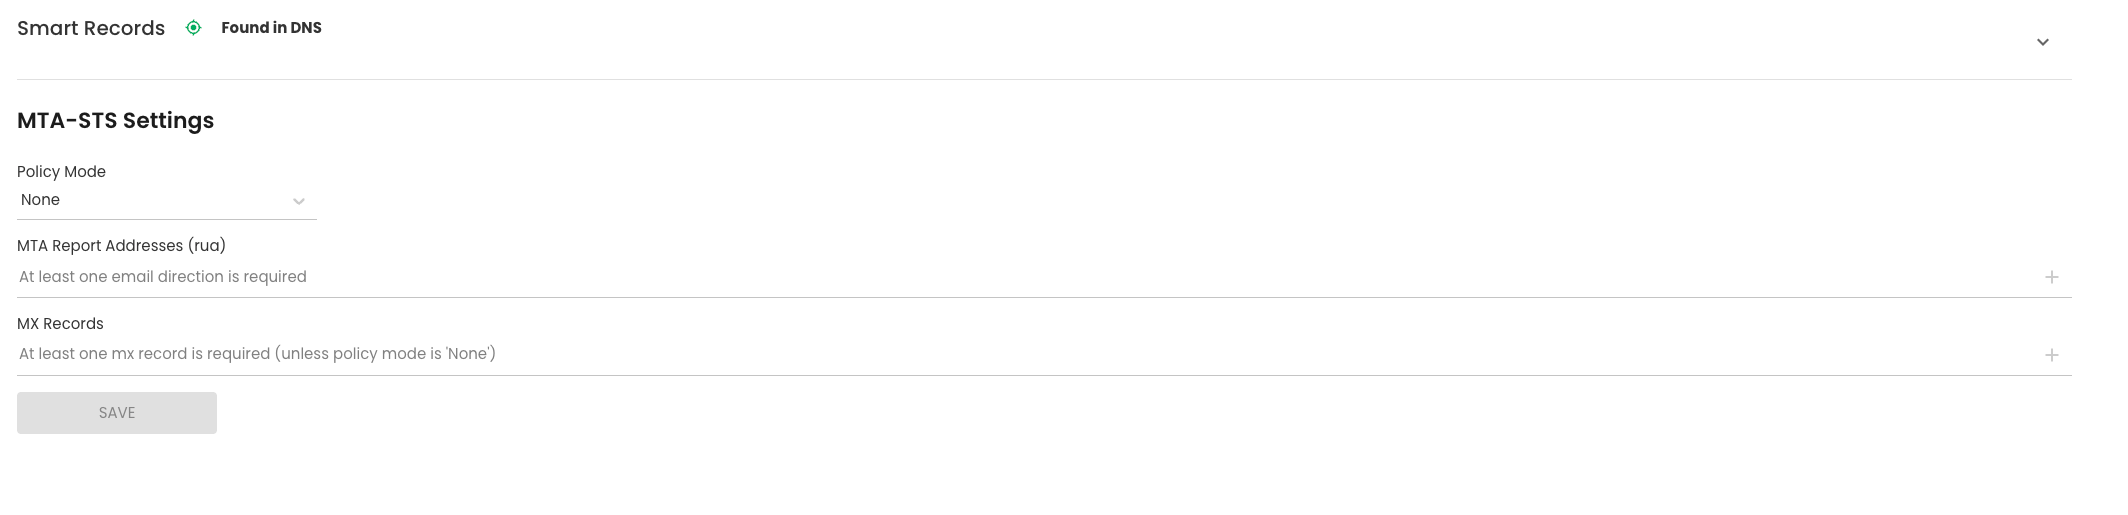 Smart Records Found in DNS
MTA-STS Settings
Policy Mode
None
MTA Report Addresses (rua)
At least one email direction is required
MX Records
At least one mx record is required (unless policy mode is 'None')
SAVE